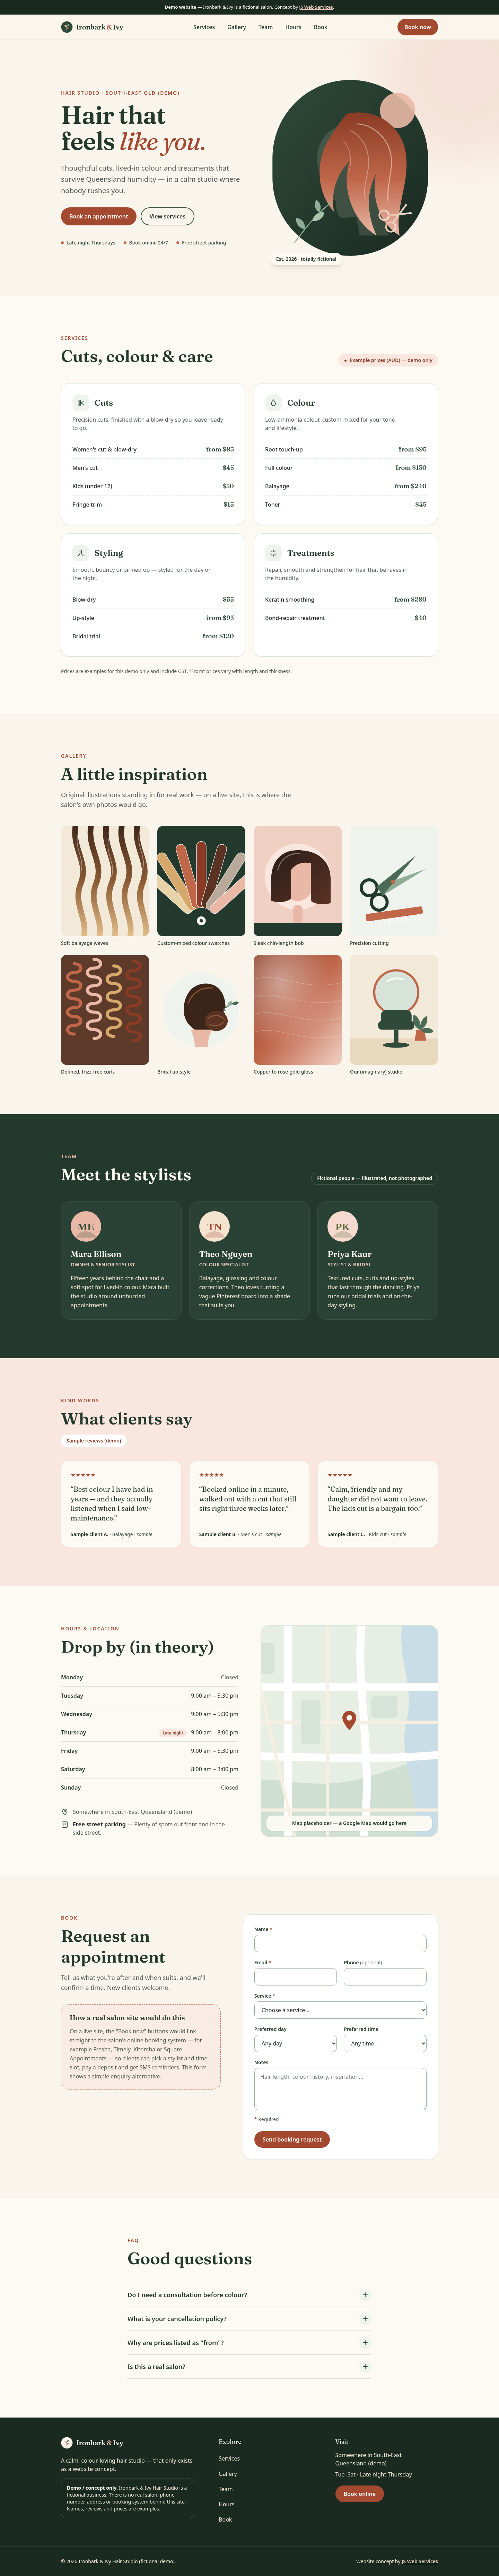 Demo website — Ironbark & Ivy is a fictional salon. Concept by JS Web Services.
Ironbark & Ivy
Services
Gallery
Team
Hours
Book
Book now
HAIR STUDIO · SOUTH-EAST QLD (DEMO)
Hair that
feels like you.
Thoughtful cuts, lived-in colour and treatments that
survive Queensland humidity — in a calm studio where
nobody rushes you.
Book an appointment
View services
Late night Thursdays
Book online 24/7
Free street parking
Est. 2026 · totally fictional
SERVICES
Cuts, colour & care
Example prices (AUD) — demo only
Cuts
Precision cuts, finished with a blow-dry so you leave ready
to go.
Women's cut & blow-dry from $85
Men's cut $45
Kids (under 12) $30
Fringe trim $15
Colour
Low-ammonia colour, custom-mixed for your tone
and lifestyle.
Root touch-up from $95
Full colour from $130
Balayage from $240
Toner $45
Styling
Smooth, bouncy or pinned up — styled for the day or
the night.
Blow-dry $55
Up-style from $95
Bridal trial from $120
Treatments
Repair, smooth and strengthen for hair that behaves in
the humidity.
Keratin smoothing from $280
Bond-repair treatment $40
Prices are examples for this demo only and include GST. "From" prices vary with length and thickness.
GALLERY
A little inspiration
Original illustrations standing in for real work — on a live site, this is where the
salon's own photos would go.
Soft balayage waves
Custom-mixed colour swatches
Sleek chin-length bob
Precision cutting
Defined, frizz-free curls
Bridal up-style
Copper to rose-gold gloss
Our (imaginary) studio
TEAM
Meet the stylists
Fictional people — illustrated, not photographed
ME
Mara Ellison
OWNER & SENIOR STYLIST
Fifteen years behind the chair and a
soft spot for lived-in colour. Mara built
the studio around unhurried
appointments.
TN
Theo Nguyen
COLOUR SPECIALIST
Balayage, glossing and colour
corrections. Theo loves turning a
vague Pinterest board into a shade
that suits you.
PK
Priya Kaur
STYLIST & BRIDAL
Textured cuts, curls and up-styles
that last through the dancing. Priya
runs our bridal trials and on-the-
day styling.
KIND WORDS
What clients say
Sample reviews (demo)
★★★★★
"Best colour I have had in
years — and they actually
listened when I said low-
maintenance."
Sample client A. · Balayage · sample
★★★★★
"Booked online in a minute,
walked out with a cut that still
sits right three weeks later."
Sample client B. · Men's cut · sample
★★★★★
"Calm, friendly and my
daughter did not want to leave.
The kids cut is a bargain too."
Sample client C. · Kids cut · sample
HOURS & LOCATION
Drop by (in theory)
Monday Closed
Tuesday 9:00 am – 5:30 pm
Wednesday 9:00 am – 5:30 pm
Thursday Late night 9:00 am – 8:00 pm
Friday 9:00 am – 5:30 pm
Saturday 8:00 am – 3:00 pm
Sunday Closed
Somewhere in South-East Queensland (demo)
Free street parking — Plenty of spots out front and in the
side street.
Map placeholder — a Google Map would go here
BOOK
Request an
appointment
Tell us what you're after and when suits, and we'll
confirm a time. New clients welcome.
How a real salon site would do this
On a live site, the "Book now" buttons would link
straight to the salon's online booking system — for
example Fresha, Timely, Kitomba or Square
Appointments — so clients can pick a stylist and time
slot, pay a deposit and get SMS reminders. This form
shows a simple enquiry alternative.
Name *
Email *
Phone (optional)
Service *
Choose a service...
Preferred day
Preferred time
Any day
Any time
Notes
Hair length, colour history, inspiration...
* Required
Send booking request
FAQ
Good questions
Do I need a consultation before colour?
What is your cancellation policy?
Why are prices listed as "from"?
Is this a real salon?
Ironbark & Ivy
A calm, colour-loving hair studio — that only exists
as a website concept.
Demo / concept only. Ironbark & Ivy Hair Studio is a
fictional business. There is no real salon, phone
number, address or booking system behind this site.
Names, reviews and prices are examples.
Explore
Services
Gallery
Team
Hours
Book
Visit
Somewhere in South-East
Queensland (demo)
Tue–Sat · Late night Thursday
Book online
© 2026 Ironbark & Ivy Hair Studio (fictional demo).
Website concept by JS Web Services